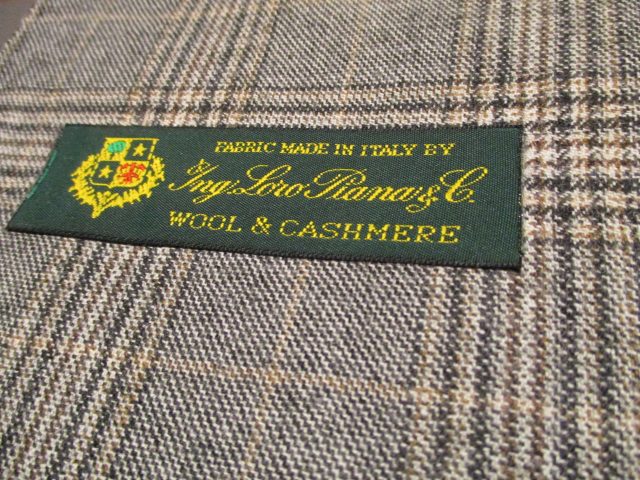 FABRIC MADE IN ITALY BY
Ing. Loro Piana & C.
WOOL & CASHMERE